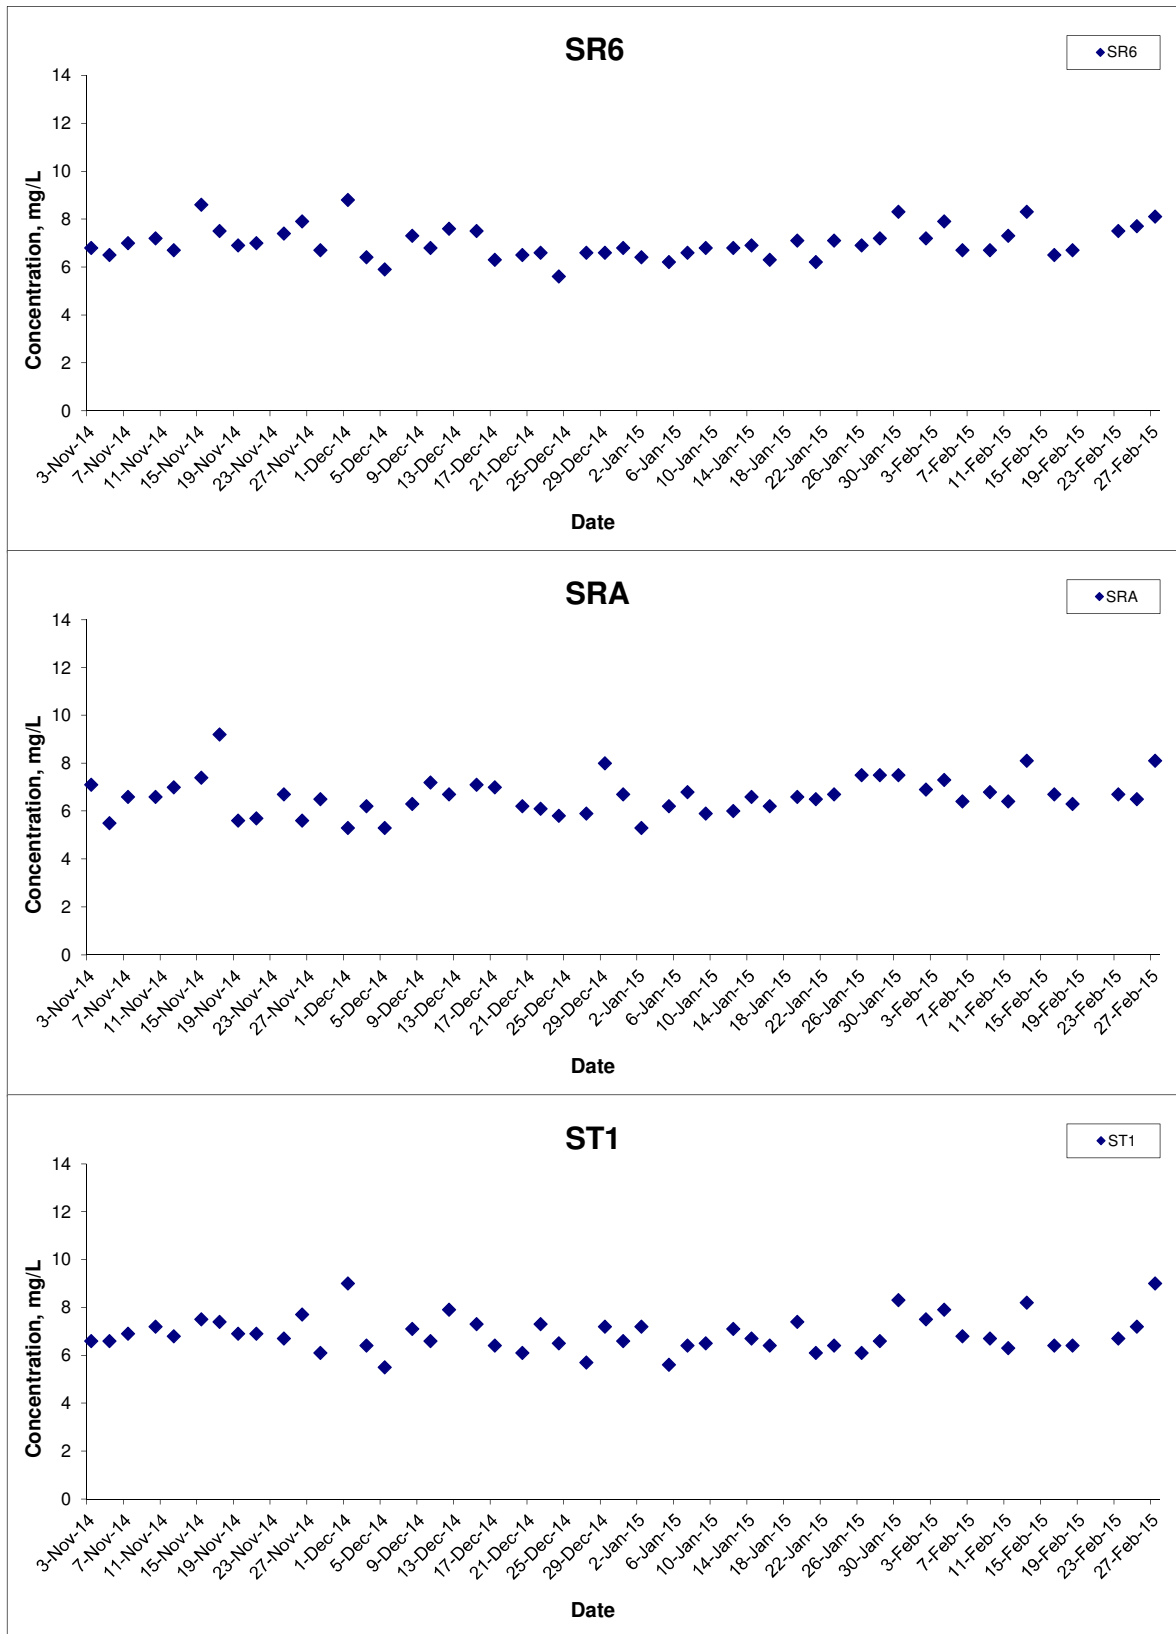 SR6
SR6
Concentration, mg/L
14
12
10
8
6
4
2
0
3-Nov-14
7-Nov-14
11-Nov-14
15-Nov-14
19-Nov-14
23-Nov-14
27-Nov-14
1-Dec-14
5-Dec-14
9-Dec-14
13-Dec-14
17-Dec-14
21-Dec-14
25-Dec-14
29-Dec-14
2-Jan-15
6-Jan-15
10-Jan-15
14-Jan-15
18-Jan-15
22-Jan-15
26-Jan-15
30-Jan-15
3-Feb-15
7-Feb-15
11-Feb-15
15-Feb-15
19-Feb-15
23-Feb-15
27-Feb-15
Date
SRA
SRA
Concentration, mg/L
14
12
10
8
6
4
2
0
3-Nov-14
7-Nov-14
11-Nov-14
15-Nov-14
19-Nov-14
23-Nov-14
27-Nov-14
1-Dec-14
5-Dec-14
9-Dec-14
13-Dec-14
17-Dec-14
21-Dec-14
25-Dec-14
29-Dec-14
2-Jan-15
6-Jan-15
10-Jan-15
14-Jan-15
18-Jan-15
22-Jan-15
26-Jan-15
30-Jan-15
3-Feb-15
7-Feb-15
11-Feb-15
15-Feb-15
19-Feb-15
23-Feb-15
27-Feb-15
Date
ST1
ST1
Concentration, mg/L
14
12
10
8
6
4
2
0
3-Nov-14
7-Nov-14
11-Nov-14
15-Nov-14
19-Nov-14
23-Nov-14
27-Nov-14
1-Dec-14
5-Dec-14
9-Dec-14
13-Dec-14
17-Dec-14
21-Dec-14
25-Dec-14
29-Dec-14
2-Jan-15
6-Jan-15
10-Jan-15
14-Jan-15
18-Jan-15
22-Jan-15
26-Jan-15
30-Jan-15
3-Feb-15
7-Feb-15
11-Feb-15
15-Feb-15
19-Feb-15
23-Feb-15
27-Feb-15
Date